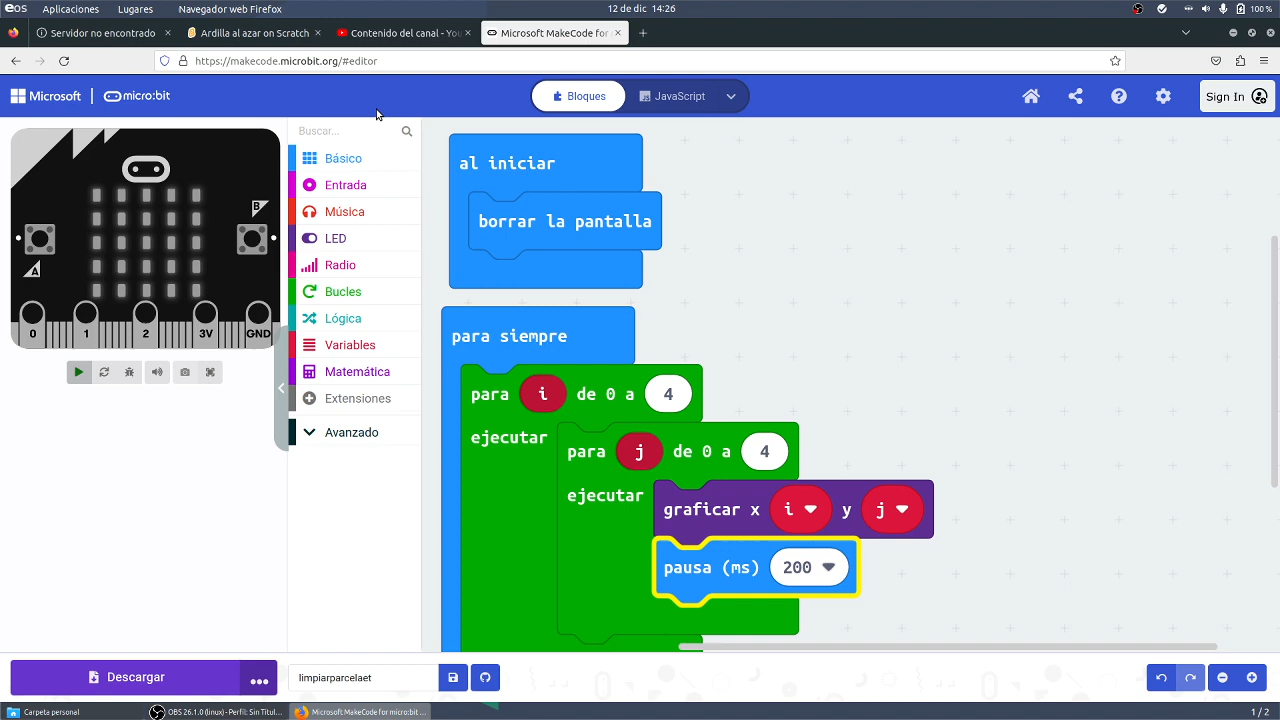 eos Aplicaciones Lugares Navegador web Firefox 12 de dic 14:26 100 %
Servidor no encontrado × Ardilla al azar on Scratch × Contenido del canal - You × Microsoft MakeCode for ×
https://makecode.microbit.org/#editor
Microsoft micro:bit Bloques JavaScript Sign In
Buscar...
Básico
Entrada
Música
LED
Radio
Bucles
Lógica
Variables
Matemática
Extensiones
Avanzado
B
A
0 1 2 3V GND
al iniciar
borrar la pantalla
para siempre
para i de 0 a 4
ejecutar
para j de 0 a 4
ejecutar
graficar x i y j
pausa (ms) 200
Descargar ... limpiarparcelaet
Carpeta personal OBS 26.1.0 (linux) - Perfil: Sin Titul... Microsoft MakeCode for micro:bit ... 1 / 2